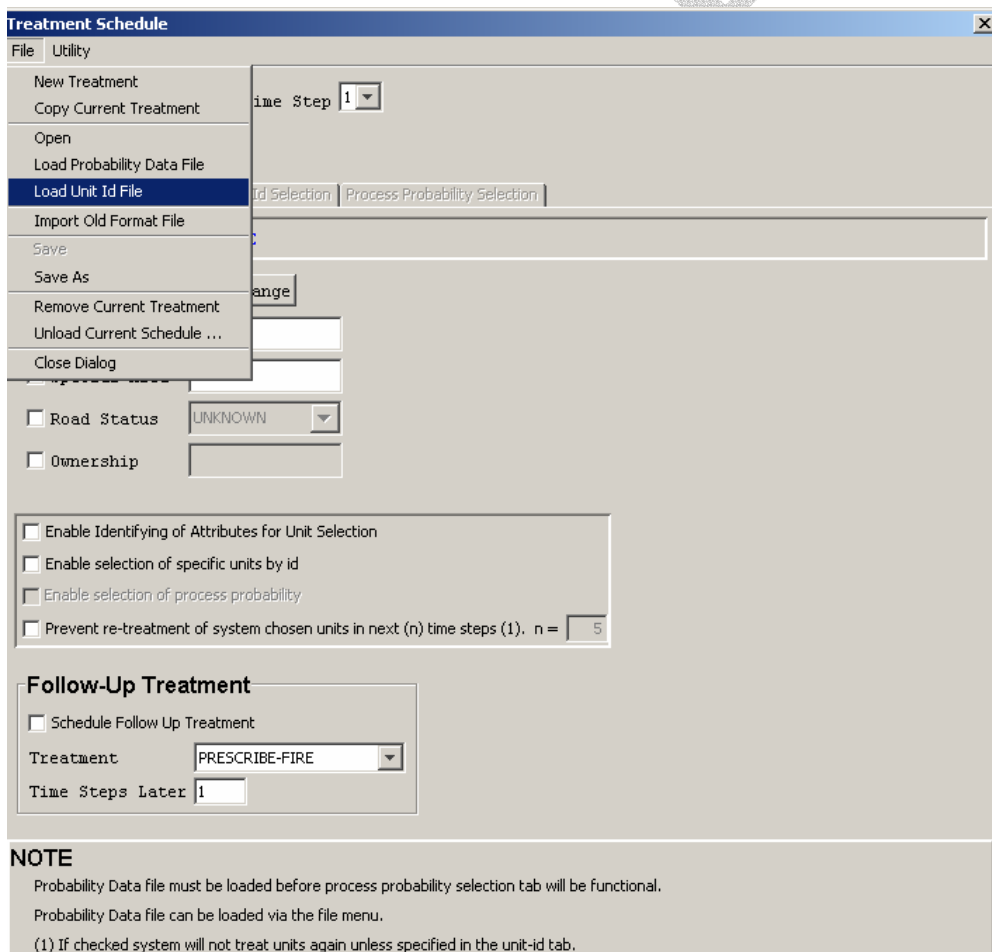 Treatment Schedule
File Utility
New Treatment
Copy Current Treatment
ime Step 1
Open
Load Probability Data File
Load Unit Id File
Id Selection Process Probability Selection
Import Old Format File
Save
Save As
Remove Current Treatment
ange
Unload Current Schedule ...
Close Dialog
Road Status UNKNOWN
Ownership
Enable Identifying of Attributes for Unit Selection
Enable selection of specific units by id
Enable selection of process probability
Prevent re-treatment of system chosen units in next (n) time steps (1). n = 5
Follow-Up Treatment
Schedule Follow Up Treatment
Treatment PRESCRIBE-FIRE
Time Steps Later 1
NOTE
Probability Data file must be loaded before process probability selection tab will be functional.
Probability Data file can be loaded via the file menu.
(1) If checked system will not treat units again unless specified in the unit-id tab.